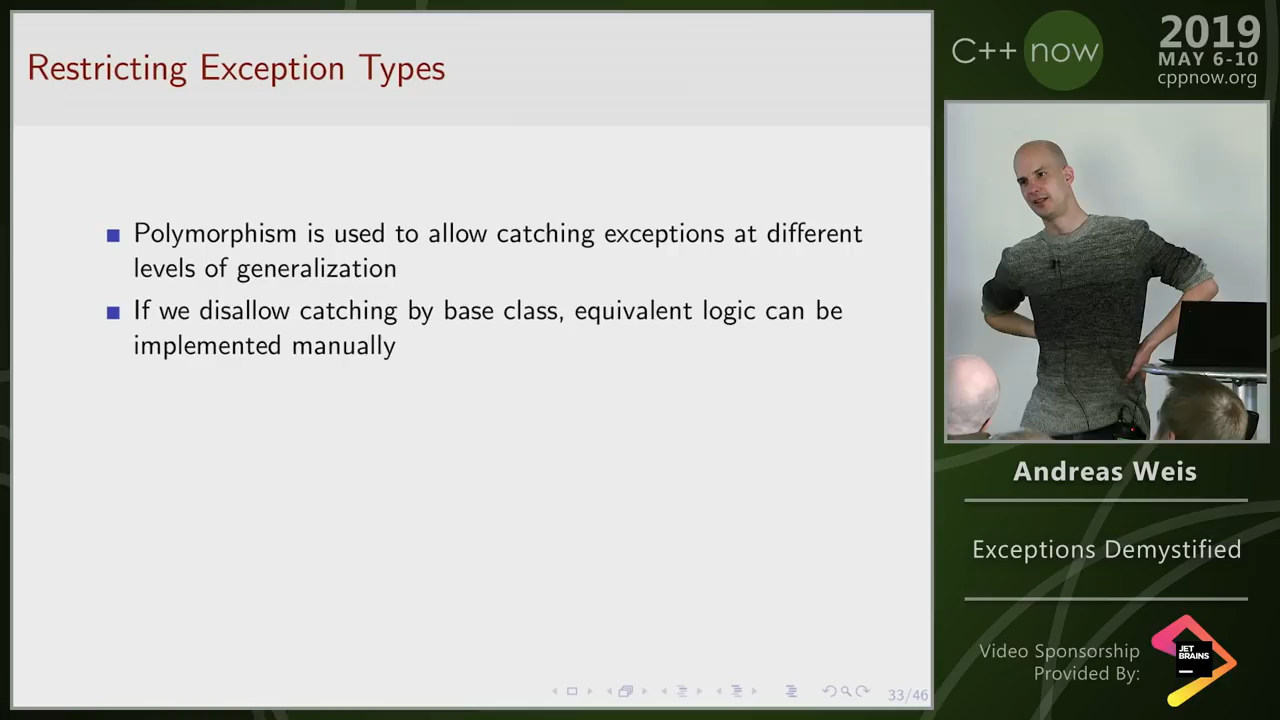 Restricting Exception Types
Polymorphism is used to allow catching exceptions at different
levels of generalization
If we disallow catching by base class, equivalent logic can be
implemented manually
33/46
C++ now
2019
MAY 6-10
cppnow.org
Andreas Weis
Exceptions Demystified
Video Sponsorship
Provided By:
JET
BRAINS